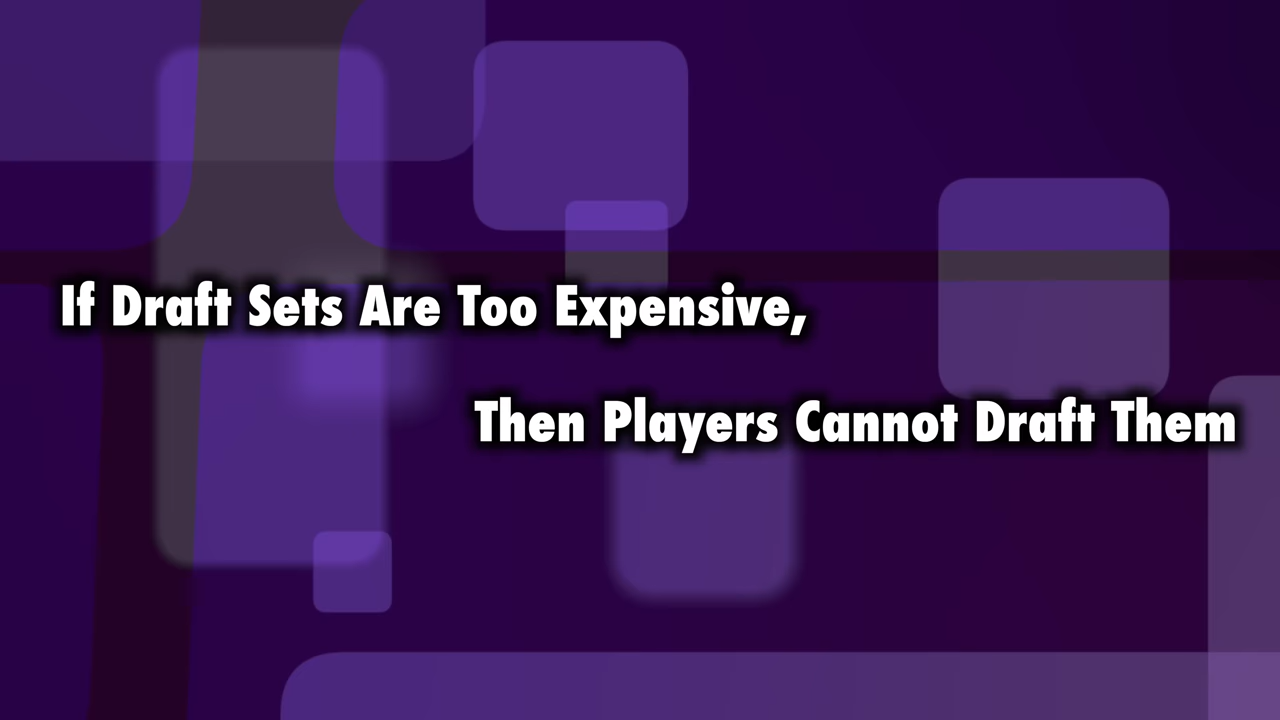 If Draft Sets Are Too Expensive,
Then Players Cannot Draft Them